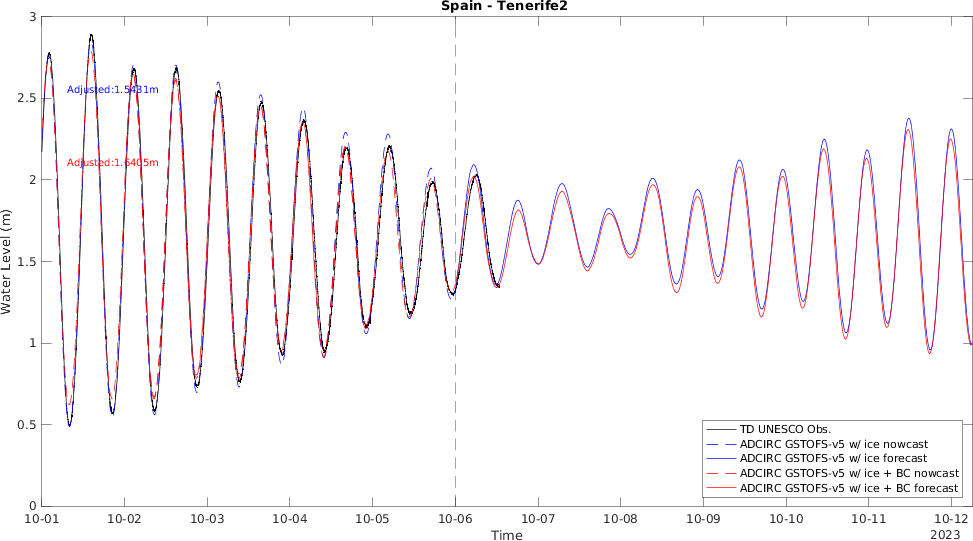 Spain - Tenerife2
3
2.5
2
1.5
1
0.5
0
Water Level (m)
Adjusted:1.5431m
Adjusted:1.6405m
TD UNESCO Obs.
ADCIRC GSTOFS-v5 w/ ice nowcast
ADCIRC GSTOFS-v5 w/ ice forecast
ADCIRC GSTOFS-v5 w/ ice + BC nowcast
ADCIRC GSTOFS-v5 w/ ice + BC forecast
10-01 10-02 10-03 10-04 10-05 10-06 10-07 10-08 10-09 10-10 10-11 10-12
Time
2023